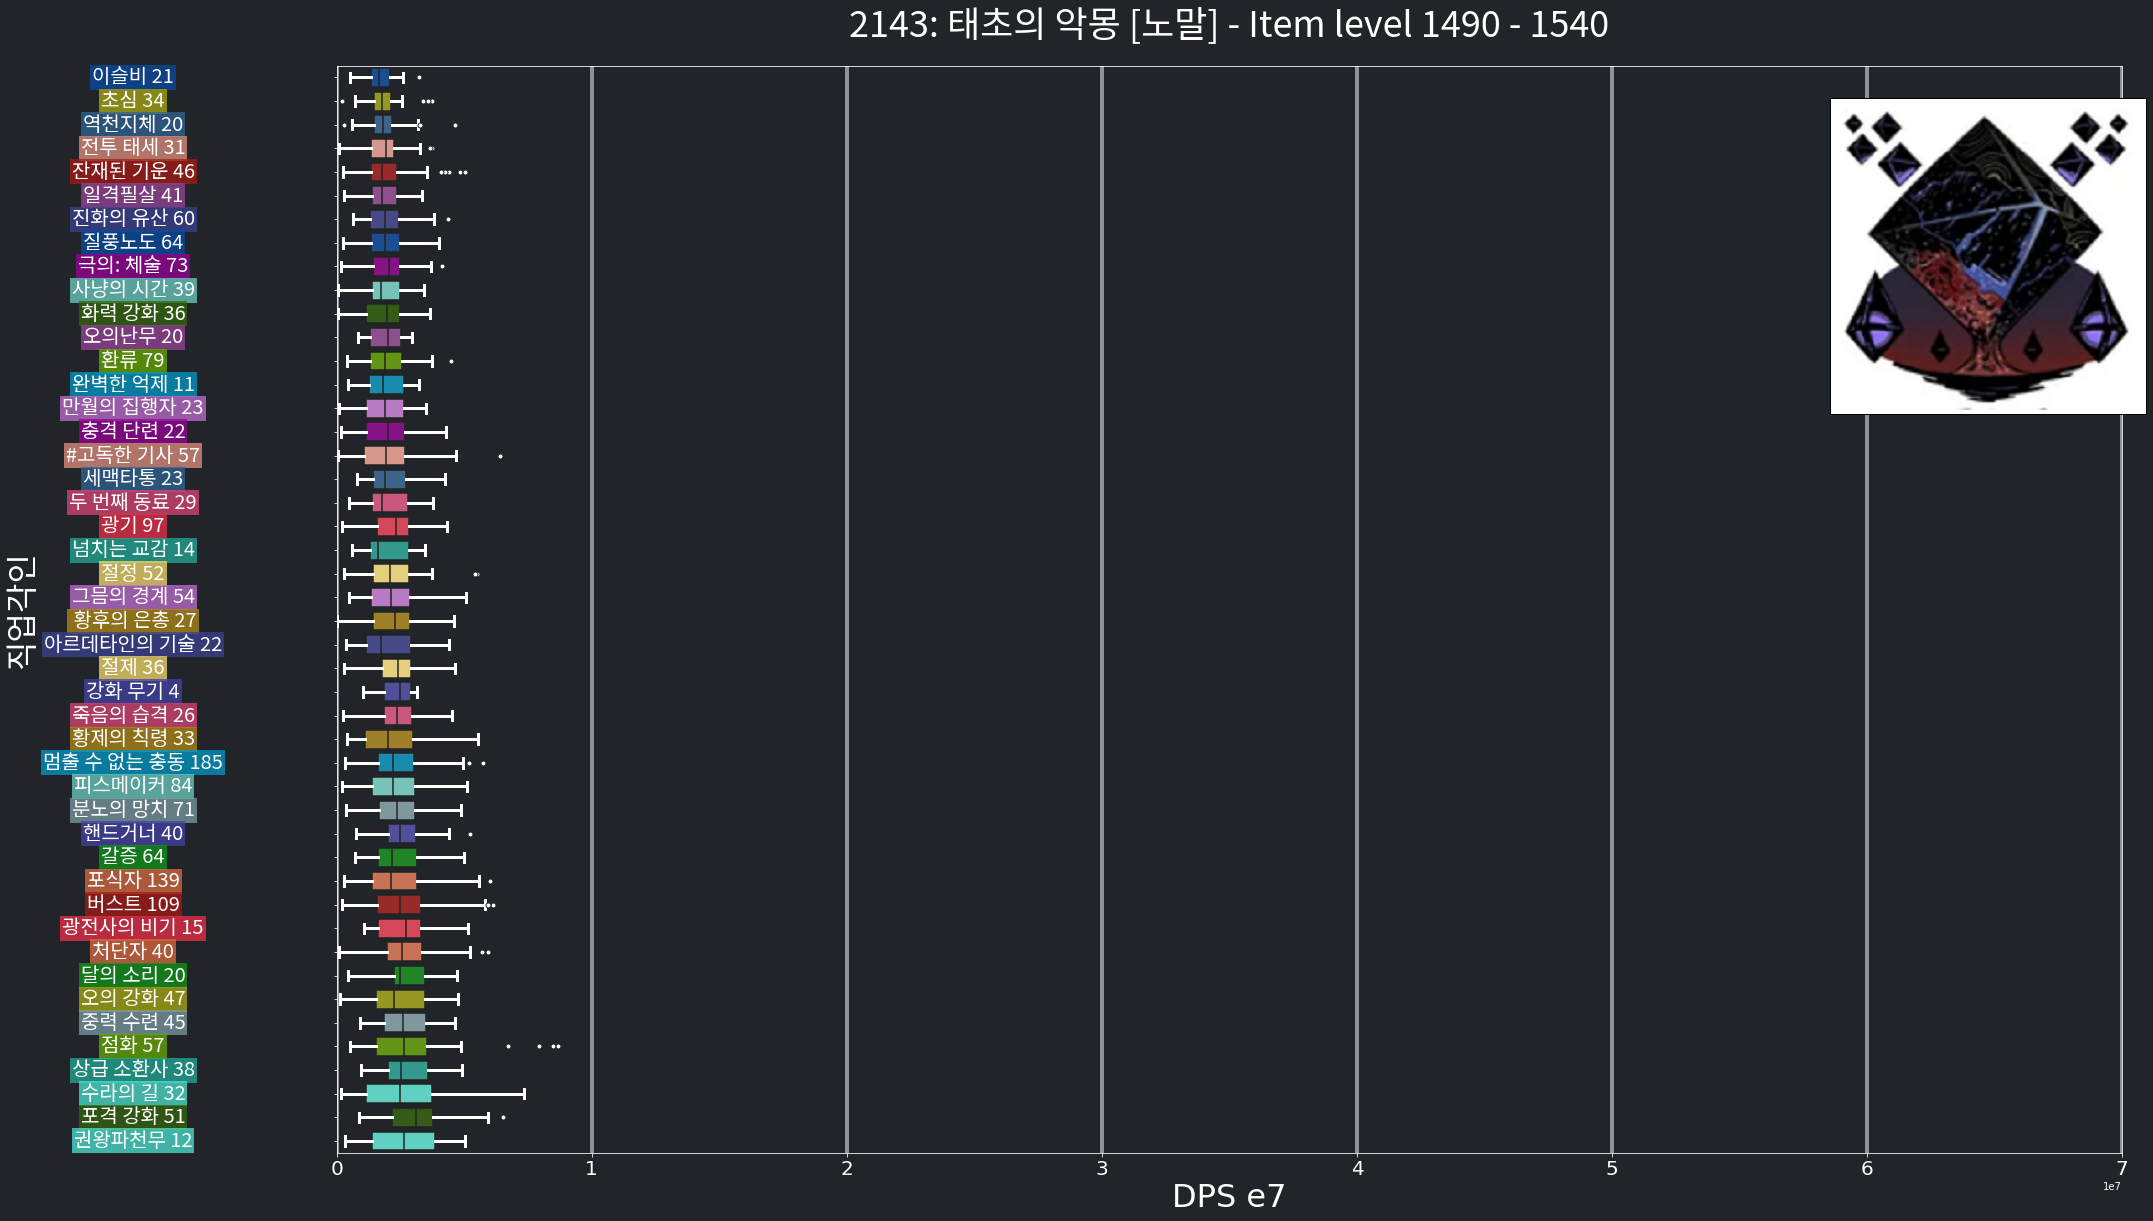 2143: 태초의 악몽 [노말] - Item level 1490 - 1540
이슬비 21
초심 34
역천지체 20
전투 태세 31
잔재된 기운 46
일격필살 41
진화의 유산 60
질풍노도 64
극의: 체술 73
사냥의 시간 39
화력 강화 36
오의난무 20
환류 79
완벽한 억제 11
만월의 집행자 23
충격 단련 22
#고독한 기사 57
세맥타통 23
두 번째 동료 29
광기 97
넘치는 교감 14
절정 52
그믐의 경계 54
황후의 은총 27
아르데타인의 기술 22
절제 36
강화 무기 4
죽음의 습격 26
황제의 칙령 33
멈출 수 없는 충동 185
피스메이커 84
분노의 망치 71
핸드거너 40
갈증 64
포식자 139
버스트 109
광전사의 비기 15
처단자 40
달의 소리 20
오의 강화 47
중력 수련 45
점화 57
상급 소환사 38
수라의 길 32
포격 강화 51
권왕파천무 12
직업각인
0 1 2 3 4 5 6 7
1e7
DPS e7